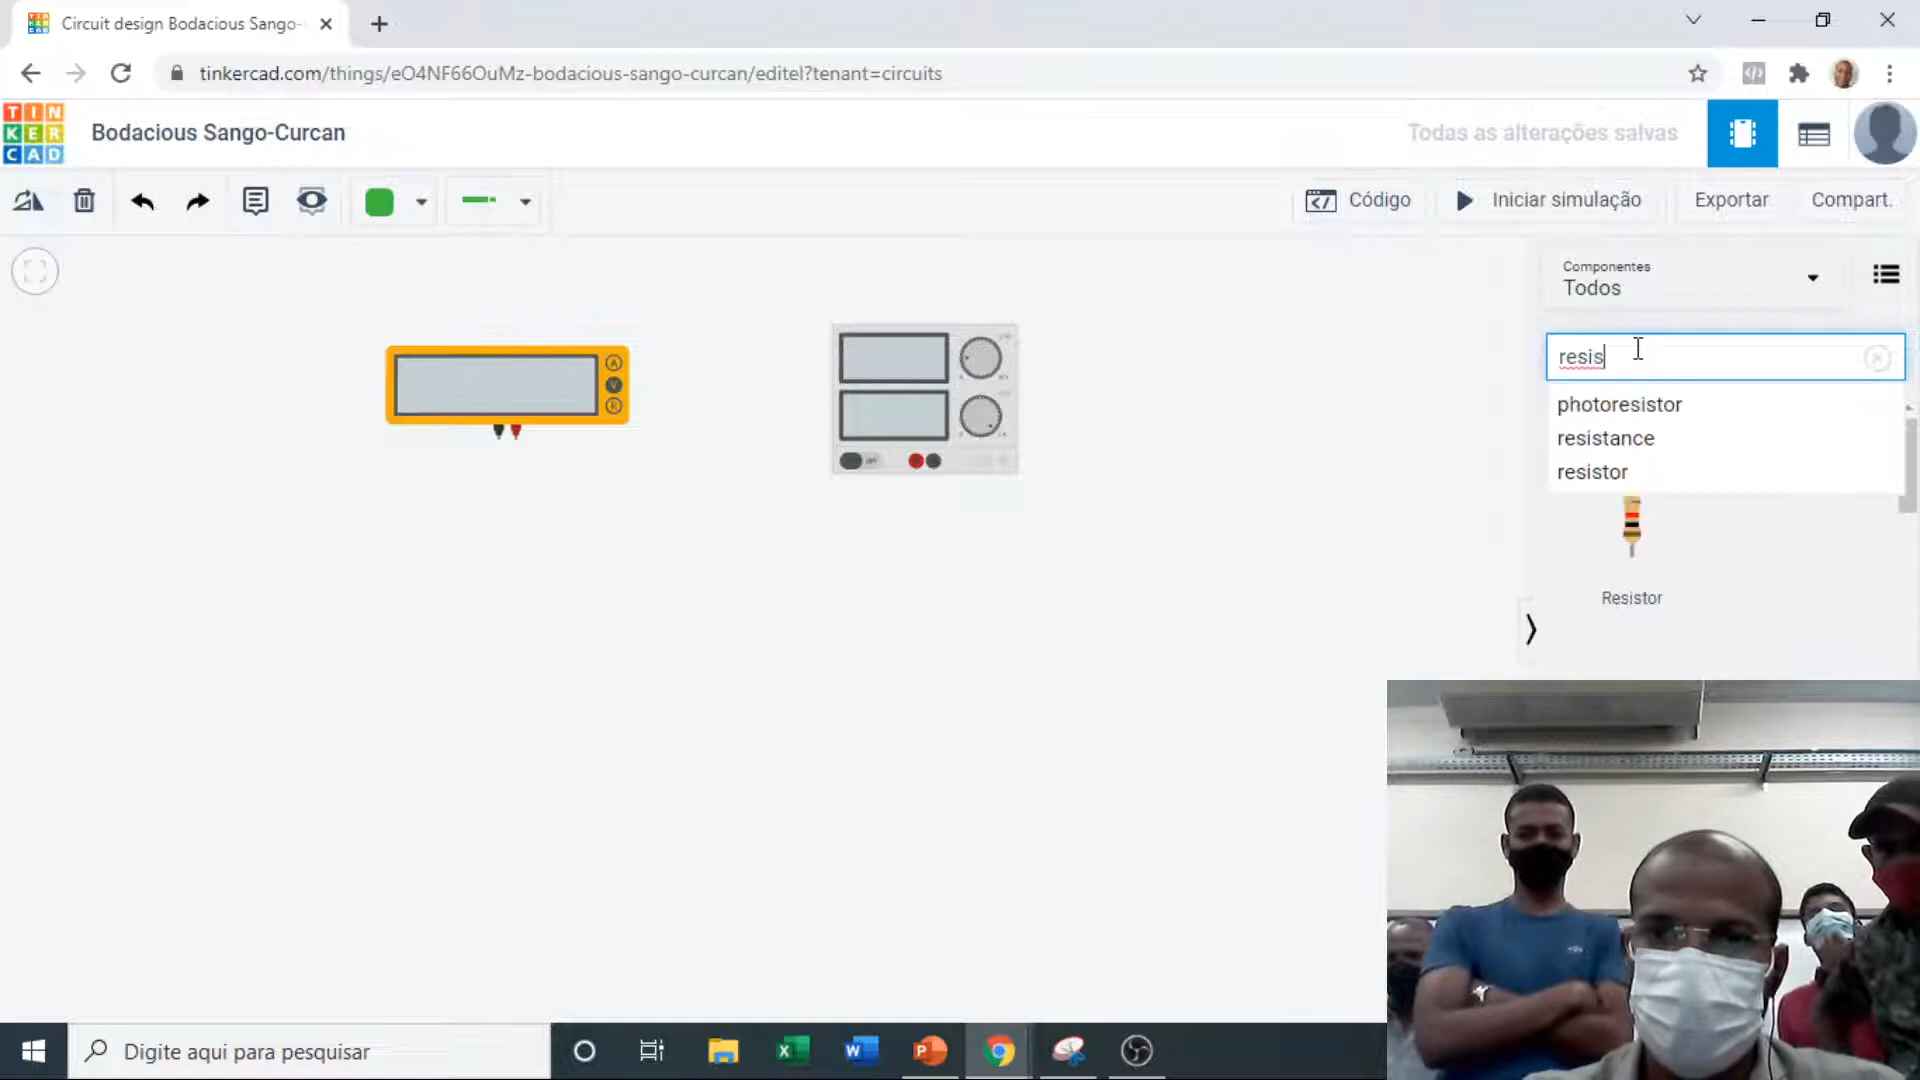 Circuit design Bodacious Sango-
tinkercad.com/things/eO4NF66OuMz-bodacious-sango-curcan/editel?tenant=circuits
TIN
KER
CAD
Bodacious Sango-Curcan
Todas as alterações salvas
Código
Iniciar simulação
Exportar
Compart.
Componentes
Todos
resis
photoresistor
resistance
resistor
Resistor
A
V
R
OFF
Digite aqui para pesquisar